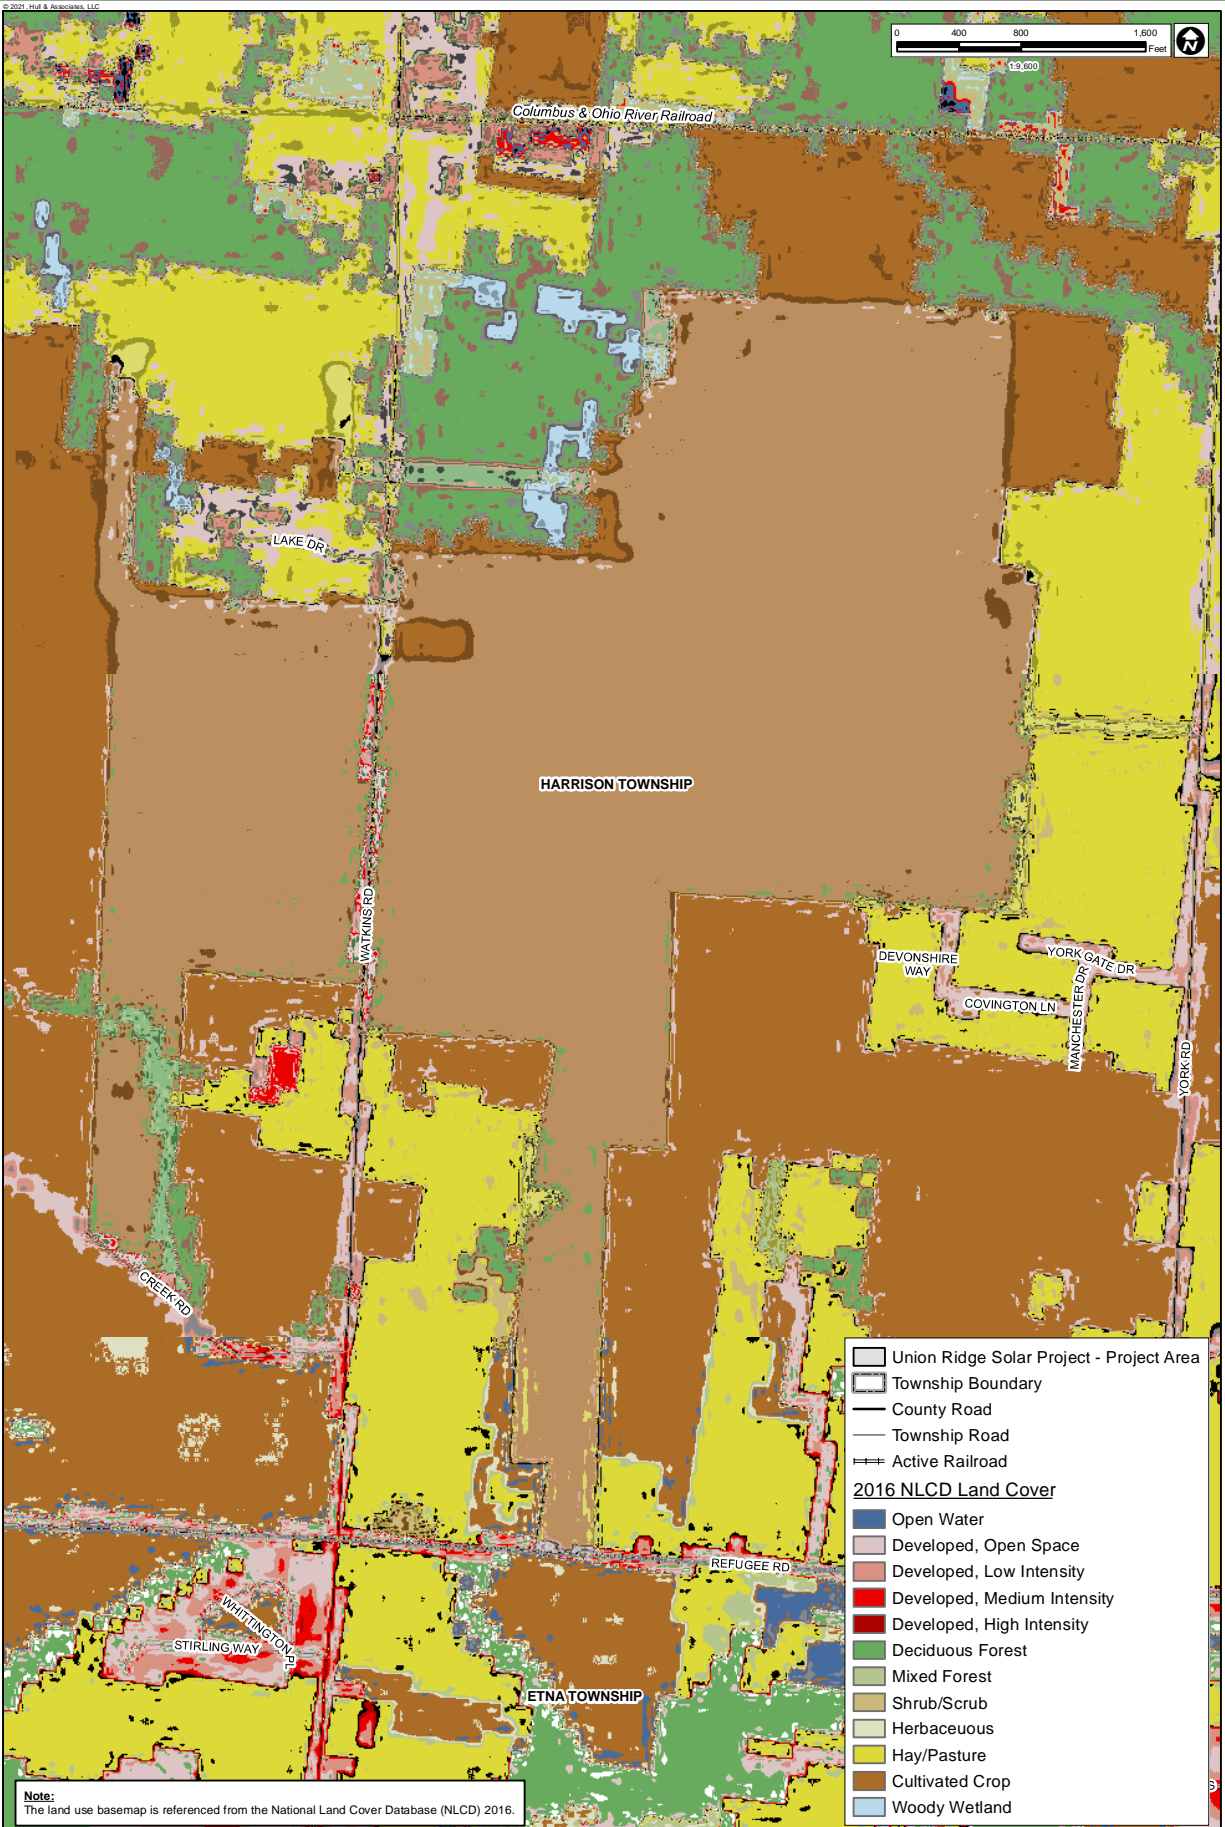 © 2021, Hull & Associates, LLC
0 400 800 1,600
Feet
1:9,600
N
Columbus & Ohio River Railroad
LAKE DR
HARRISON TOWNSHIP
WATKINS RD
DEVONSHIRE
WAY
YORK GATE DR
COVINGTON LN
MANCHESTER DR
YORK RD
CREEK RD
REFUGEE RD
WHITTINGTON PL
STIRLING WAY
ETNA TOWNSHIP
Union Ridge Solar Project - Project Area
Township Boundary
County Road
Township Road
Active Railroad
2016 NLCD Land Cover
Open Water
Developed, Open Space
Developed, Low Intensity
Developed, Medium Intensity
Developed, High Intensity
Deciduous Forest
Mixed Forest
Shrub/Scrub
Herbaceuous
Hay/Pasture
Cultivated Crop
Woody Wetland
Note:
The land use basemap is referenced from the National Land Cover Database (NLCD) 2016.